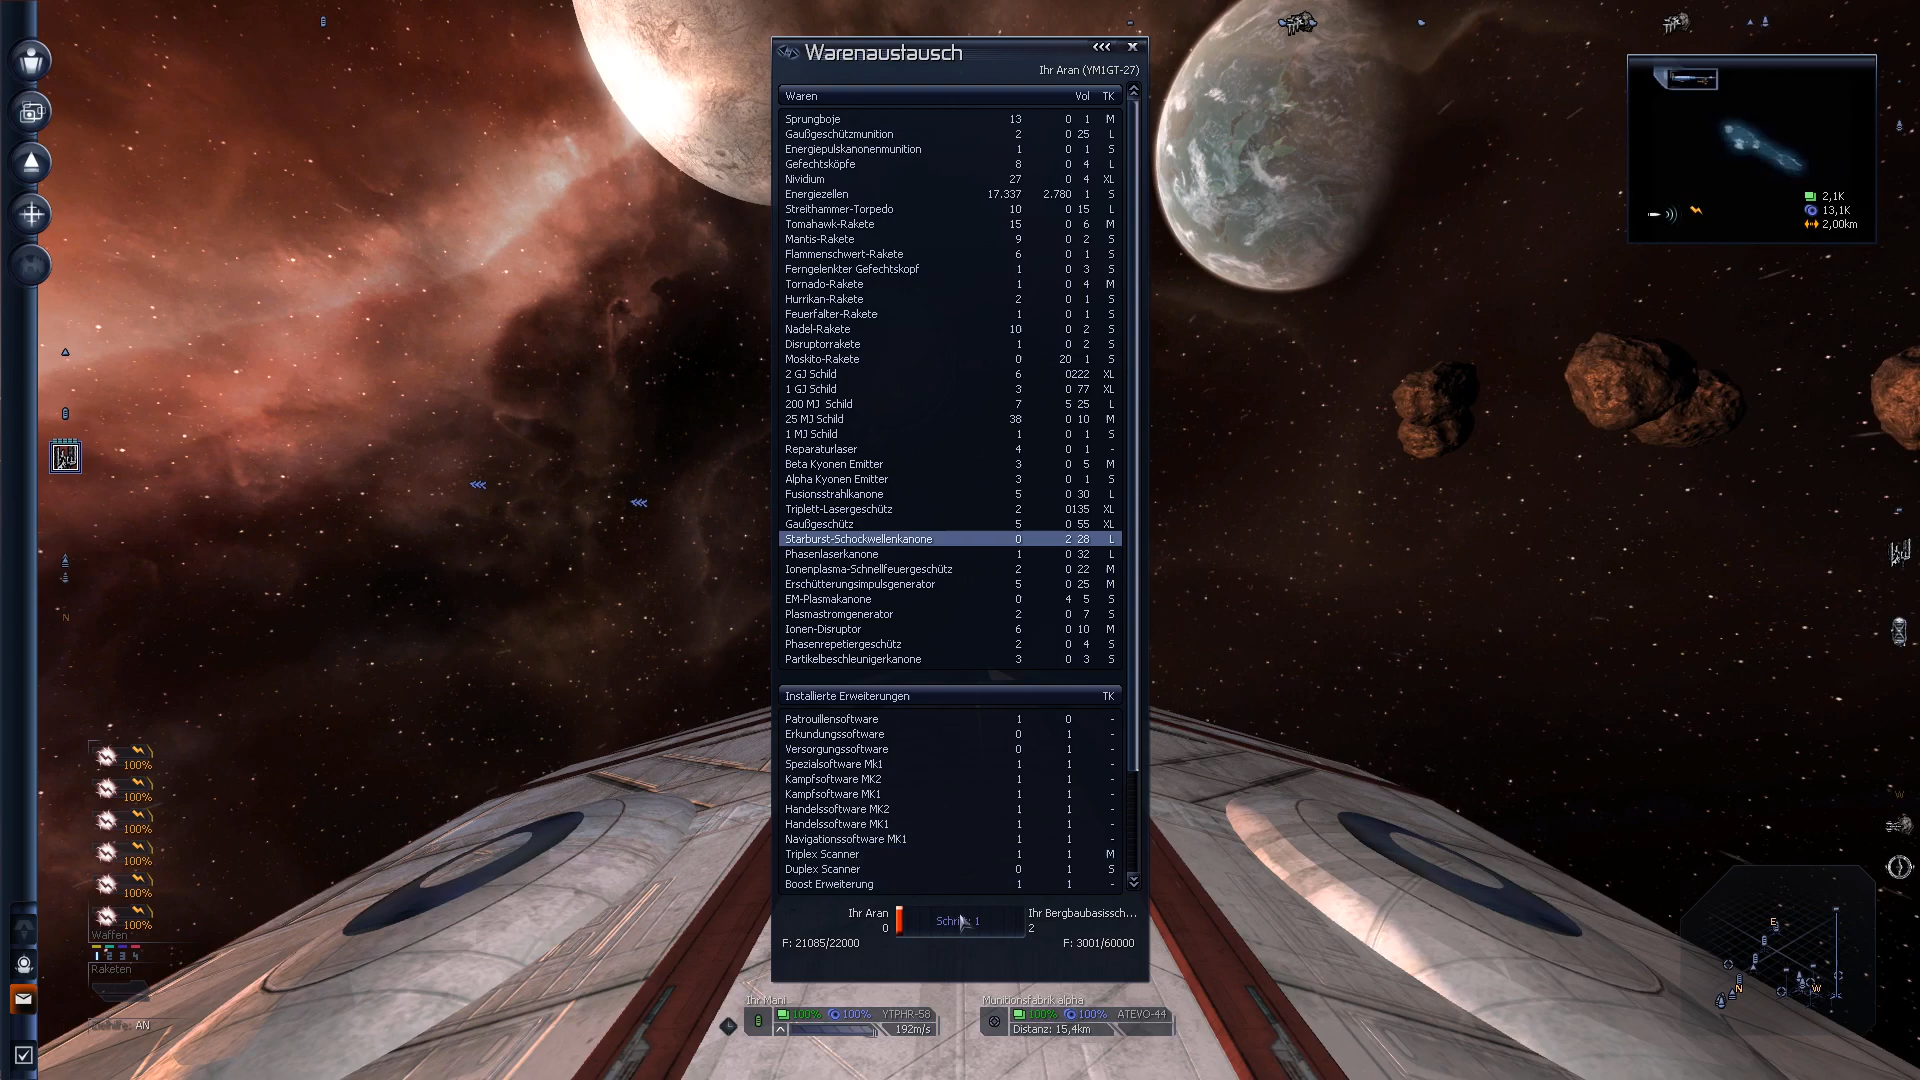 Warenaustausch
Ihr Aran (YM1GT-27)
Waren Vol TK
Sprungboje 13 0 1 M
Gaußgeschützmunition 2 0 25 L
Energiepulskanonenmunition 1 0 1 S
Gefechtsköpfe 8 0 4 L
Nividium 27 0 4 XL
Energiezellen 17.337 2.780 1 S
Streithammer-Torpedo 10 0 15 L
Tomahawk-Rakete 15 0 6 M
Mantis-Rakete 9 0 2 S
Flammenschwert-Rakete 6 0 1 S
Ferngelenkter Gefechtskopf 1 0 3 S
Tornado-Rakete 1 0 4 M
Hurrikan-Rakete 2 0 1 S
Feuerfalter-Rakete 1 0 1 S
Nadel-Rakete 10 0 2 S
Disruptorrakete 1 0 2 S
Moskito-Rakete 0 20 1 S
2 GJ Schild 6 0222 XL
1 GJ Schild 3 0 77 XL
200 MJ Schild 7 5 25 L
25 MJ Schild 38 0 10 M
1 MJ Schild 1 0 1 S
Reparaturlaser 4 0 1 -
Beta Kyonen Emitter 3 0 5 M
Alpha Kyonen Emitter 3 0 1 S
Fusionsstrahlkanone 5 0 30 L
Triplett-Lasergeschütz 2 0135 XL
Gaußgeschütz 5 0 55 XL
Starburst-Schockwellenkanone 0 2 28 L
Phasenlaserkanone 1 0 32 L
Ionenplasma-Schnellfeuergeschütz 2 0 22 M
Erschütterungsimpulsgenerator 5 0 25 M
EM-Plasmakanone 0 4 5 S
Plasmastromgenerator 2 0 7 S
Ionen-Disruptor 6 0 10 M
Phasenrepetiergeschütz 2 0 4 S
Partikelbeschleunigerkanone 3 0 3 S
Installierte Erweiterungen TK
Patrouillensoftware 1 0 -
Erkundungssoftware 0 1 -
Versorgungssoftware 0 1 -
Spezialsoftware Mk1 1 1 -
Kampfsoftware MK2 1 1 -
Kampfsoftware MK1 1 1 -
Handelssoftware MK2 1 1 -
Handelssoftware MK1 1 1 -
Navigationssoftware MK1 1 1 -
Triplex Scanner 1 1 M
Duplex Scanner 0 1 S
Boost Erweiterung 1 1 -
Ihr Aran Ihr Bergbaubasissch...
0 2
F: 21085/22000 F: 3001/60000
2,1K
13,1K
2,00km
N
100%
100%
100%
100%
100%
100%
Waffen
1 2 3 4
Raketen
AN
Ihr Mani
100% 100% YTPHR-58
192m/s
Munitionsfabrik alpha
100% 100% ATEVO-44
Distanz: 15,4km
W
E
N
W